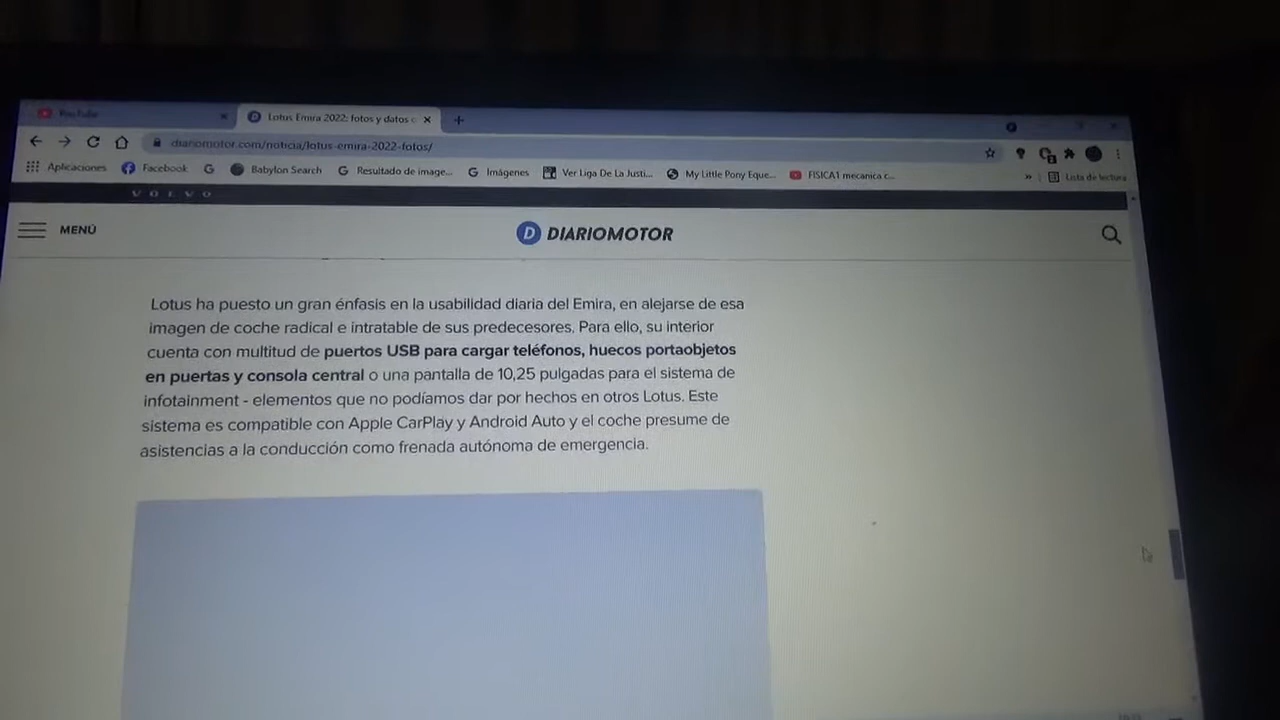 YouTube
Lotus Emira 2022: fotos y datos
diariomotor.com/noticia/lotus-emira-2022-fotos/
Aplicaciones Facebook Babylon Search Resultado de image... Imágenes Ver Liga De La Justi... My Little Pony Eque... FISICA1 mecanica c... » Lista de lectura
VOLVO
MENÚ D DIARIOMOTOR
Lotus ha puesto un gran énfasis en la usabilidad diaria del Emira, en alejarse de esa
imagen de coche radical e intratable de sus predecesores. Para ello, su interior
cuenta con multitud de puertos USB para cargar teléfonos, huecos portaobjetos
en puertas y consola central o una pantalla de 10,25 pulgadas para el sistema de
infotainment - elementos que no podíamos dar por hechos en otros Lotus. Este
sistema es compatible con Apple CarPlay y Android Auto y el coche presume de
asistencias a la conducción como frenada autónoma de emergencia.